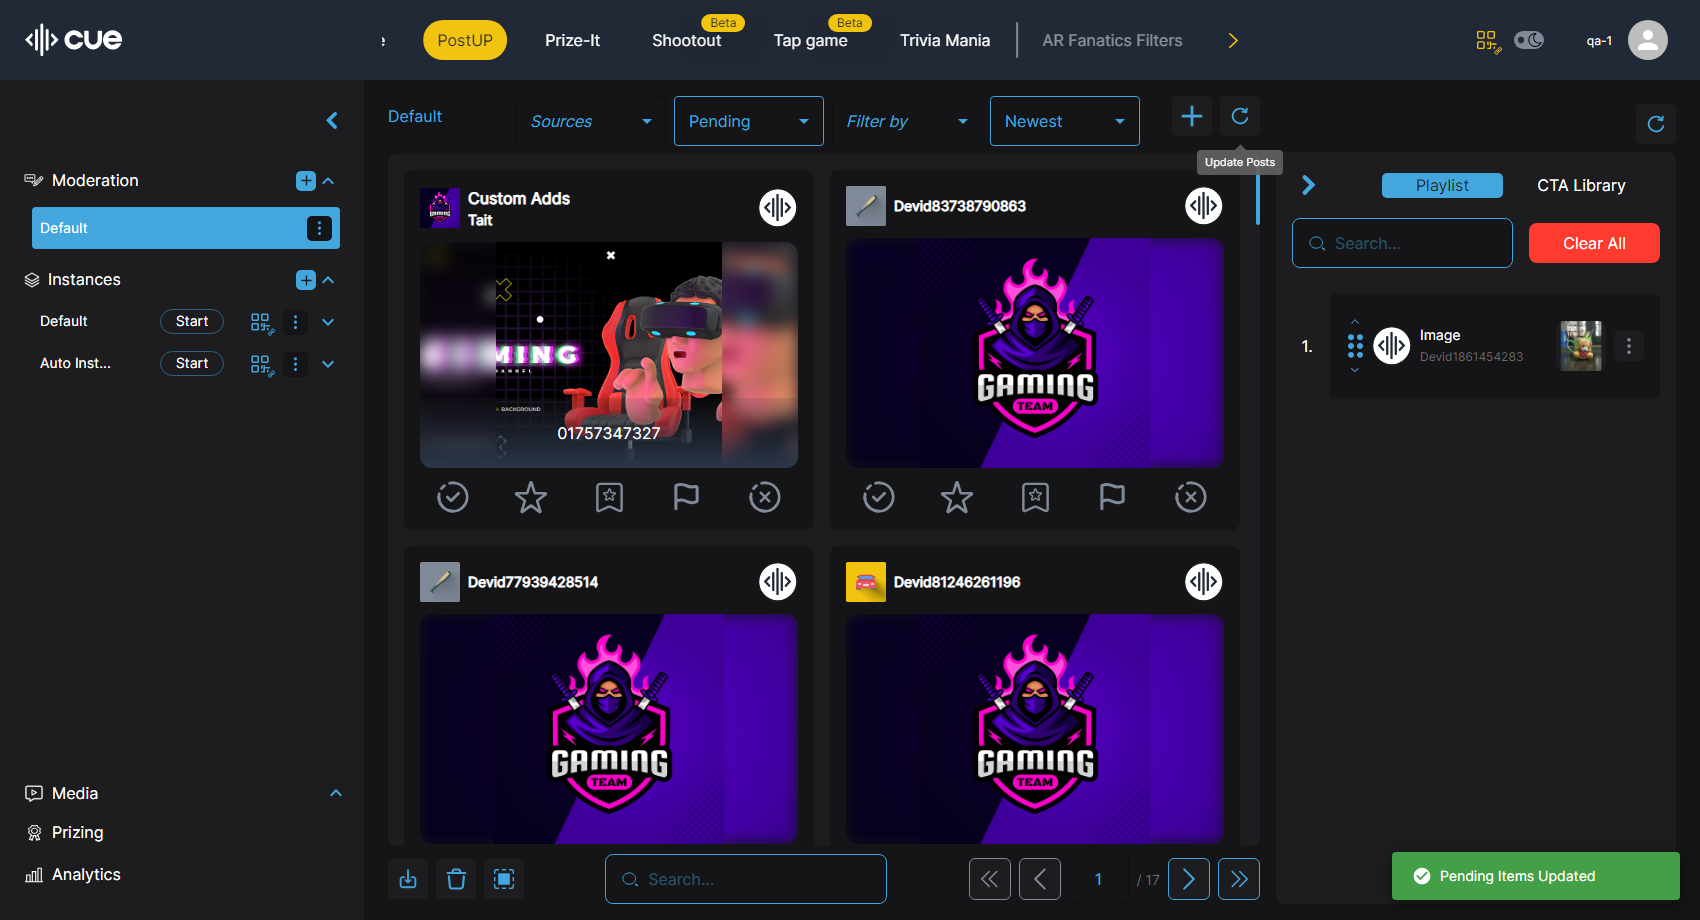 cue
e
PostUP
Prize-It
Beta
Shootout
Beta
Tap game
Trivia Mania
AR Fanatics Filters
qa-1
Moderation
Default
Instances
Default
Start
Auto Inst...
Start
Media
Prizing
Analytics
Default
Sources
Pending
Filter by
Newest
Update Posts
Custom Adds
Tait
MING
BACKGROUND
01757347327
Devid83738790863
GAMING
TEAM
Devid77939428514
GAMING
TEAM
Devid81246261196
GAMING
TEAM
Search...
1
/ 17
Playlist
CTA Library
Search...
Clear All
1.
Image
Devid1861454283
Pending Items Updated